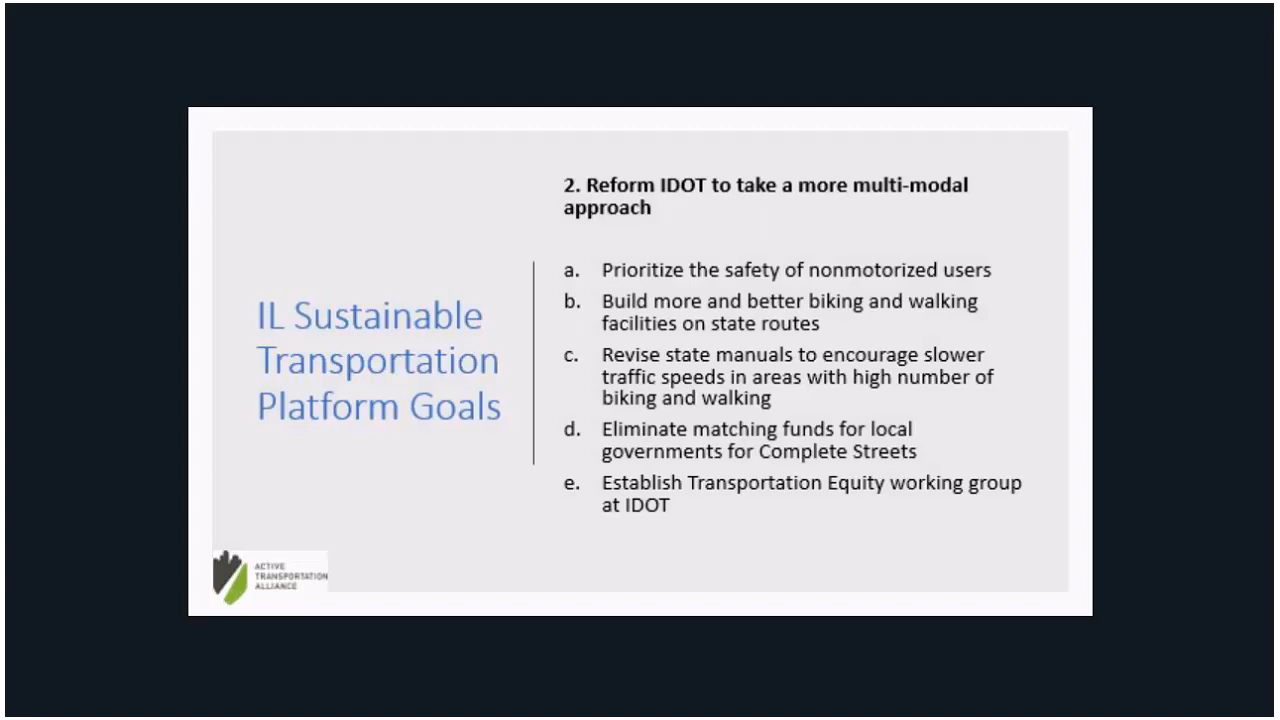 IL Sustainable
Transportation
Platform Goals
2. Reform IDOT to take a more multi-modal
approach
a. Prioritize the safety of nonmotorized users
b. Build more and better biking and walking
facilities on state routes
c. Revise state manuals to encourage slower
traffic speeds in areas with high number of
biking and walking
d. Eliminate matching funds for local
governments for Complete Streets
e. Establish Transportation Equity working group
at IDOT
ACTIVE
TRANSPORTATION
ALLIANCE